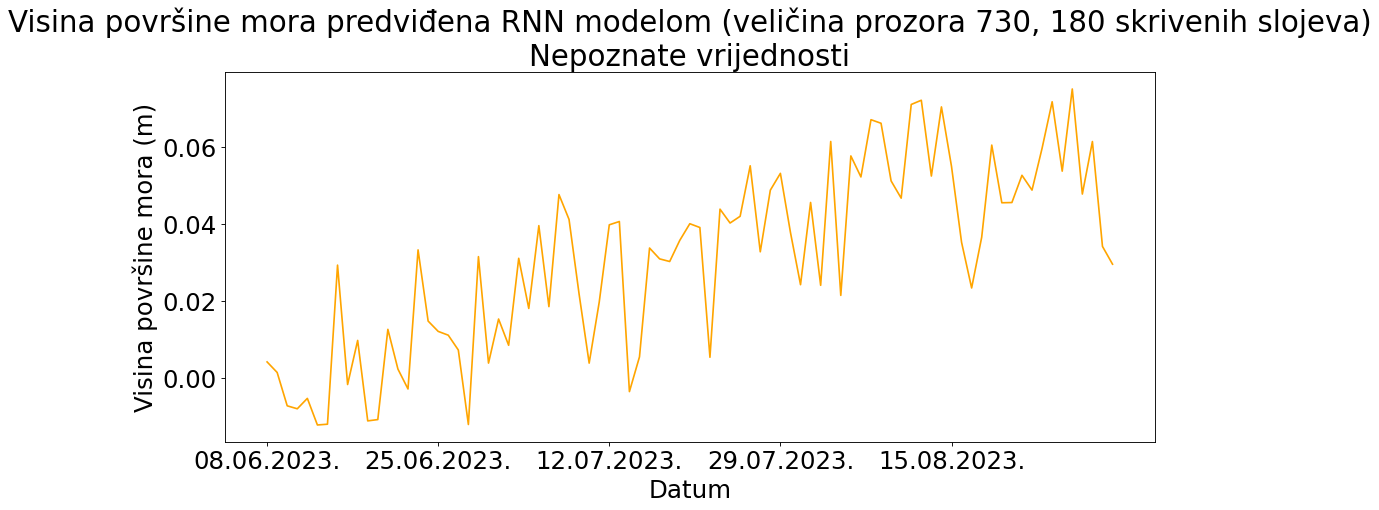 Visina površine mora predviđena RNN modelom (veličina prozora 730, 180 skrivenih slojeva)
Nepoznate vrijednosti
Visina površine mora (m)
0.06
0.04
0.02
0.00
08.06.2023. 25.06.2023. 12.07.2023. 29.07.2023. 15.08.2023.
Datum